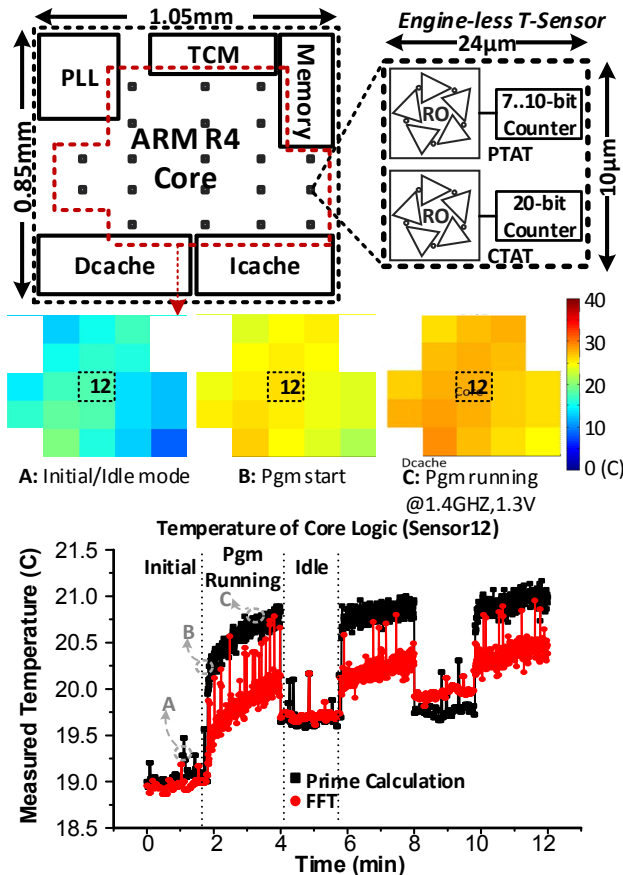 1.05mm
Engine-less T-Sensor
24µm
PLL
TCM
Memory
ARM R4
Core
0.85mm
Dcache
Icache
RO
7..10-bit
Counter
PTAT
RO
20-bit
Counter
CTAT
10µm
12
12
12
Core
Dcache
40
30
20
10
0 (C)
A: Initial/Idle mode
B: Pgm start
C: Pgm running
@1.4GHZ,1.3V
Temperature of Core Logic (Sensor12)
Measured Temperature (C)
21.5
21.0
20.5
20.0
19.5
19.0
18.5
Initial
Pgm
Running
Idle
A
B
C
Prime Calculation
FFT
0 2 4 6 8 10 12
Time (min)